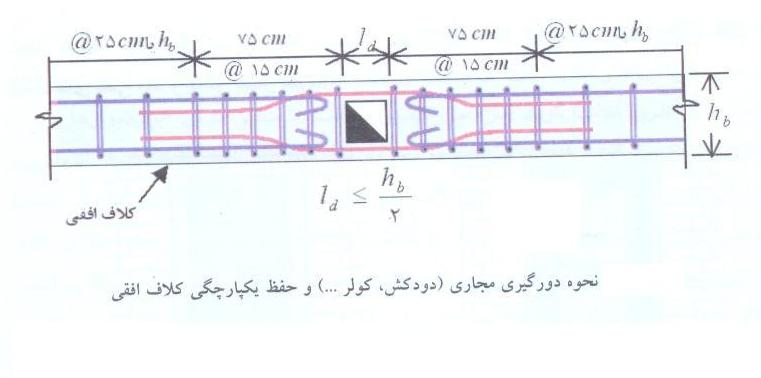 @ ۲۵cm یا h_b
۷۵ cm
l_d
۷۵ cm
@ ۲۵cm یا h_b
@ ۱۵ cm
@ ۱۵ cm
h_b
l_d ≤ h_b / ۲
کلاف افقی
نحوه دورگیری مجاری (دودکش، کولر ...) و حفظ یکپارچگی کلاف افقی